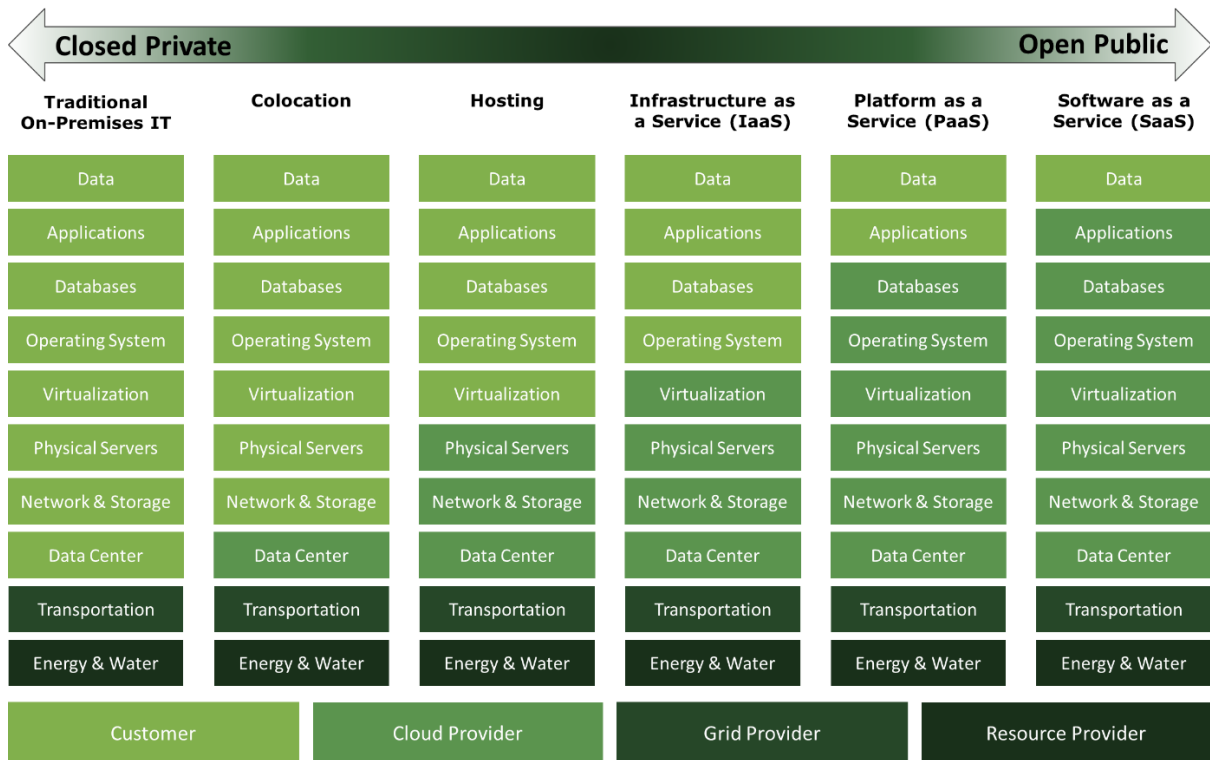 Closed Private Open Public
Traditional On-Premises IT
Colocation
Hosting
Infrastructure as a Service (IaaS)
Platform as a Service (PaaS)
Software as a Service (SaaS)
Data Data Data Data Data Data
Applications Applications Applications Applications Applications Applications
Databases Databases Databases Databases Databases Databases
Operating System Operating System Operating System Operating System Operating System Operating System
Virtualization Virtualization Virtualization Virtualization Virtualization Virtualization
Physical Servers Physical Servers Physical Servers Physical Servers Physical Servers Physical Servers
Network & Storage Network & Storage Network & Storage Network & Storage Network & Storage Network & Storage
Data Center Data Center Data Center Data Center Data Center Data Center
Transportation Transportation Transportation Transportation Transportation Transportation
Energy & Water Energy & Water Energy & Water Energy & Water Energy & Water Energy & Water
Customer Cloud Provider Grid Provider Resource Provider